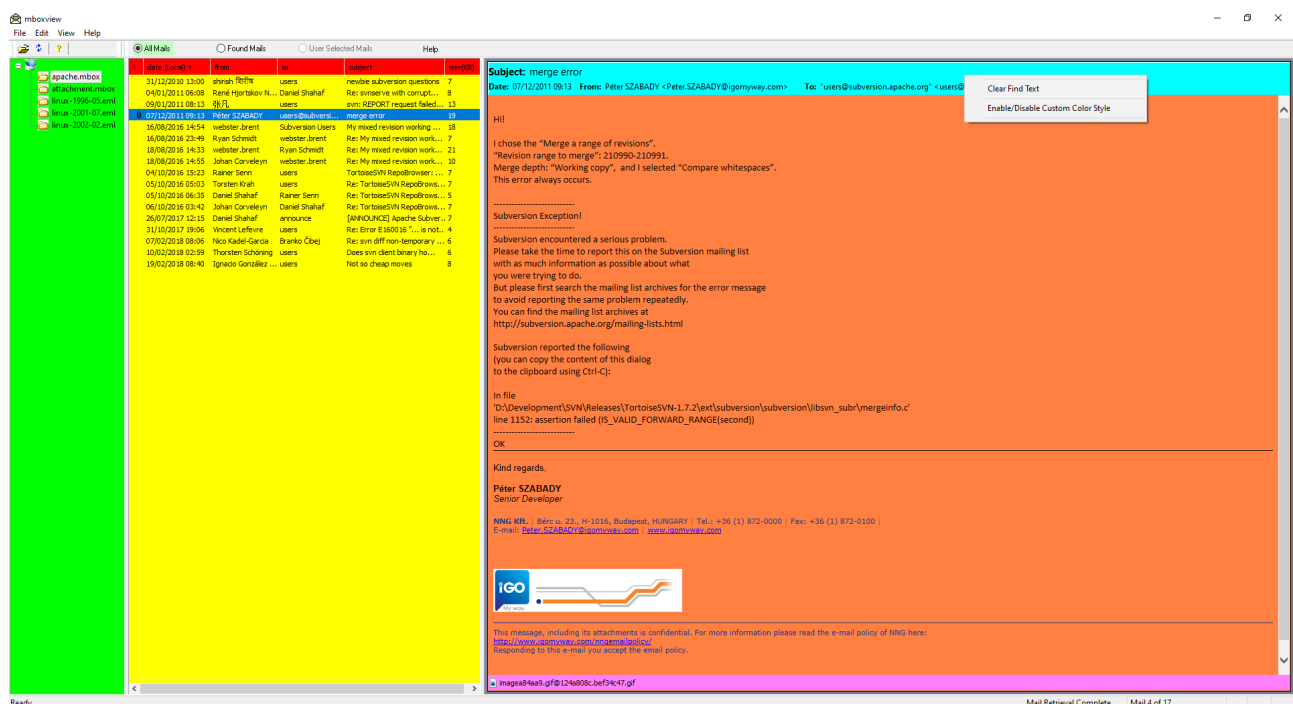 mboxview
File Edit View Help
All Mails Found Mails User Selected Mails Help
apache.mbox
attachment.mbox
linux-1996-05.eml
linux-2001-07.eml
linux-2002-02.eml
! date (Local) from to subject size(KB)
31/12/2010 13:00 shirish शिरीष users newbie subversion questions 7
04/01/2011 06:08 René Hjortskov N... Daniel Shahaf Re: svnserve with corrupt... 8
09/01/2011 08:13 张凡 users svn: REPORT request failed... 13
07/12/2011 09:13 Péter SZABADY users@subversi... merge error 19
16/08/2016 14:54 webster.brent Subversion Users My mixed revision working ... 18
16/08/2016 23:49 Ryan Schmidt webster.brent Re: My mixed revision work... 7
18/08/2016 14:33 webster.brent Ryan Schmidt Re: My mixed revision work... 21
18/08/2016 14:55 Johan Corveleyn webster.brent Re: My mixed revision work... 10
04/10/2016 15:23 Rainer Senn users TortoiseSVN RepoBrowser: ... 7
05/10/2016 05:03 Torsten Krah users Re: TortoiseSVN RepoBrows... 7
05/10/2016 06:35 Daniel Shahaf Rainer Senn Re: TortoiseSVN RepoBrows... 5
06/10/2016 03:42 Johan Corveleyn Daniel Shahaf Re: TortoiseSVN RepoBrows... 7
26/07/2017 12:15 Daniel Shahaf announce [ANNOUNCE] Apache Subver... 7
31/10/2017 19:06 Vincent Lefevre users Re: Error E160016 "... is not... 4
07/02/2018 08:06 Nico Kadel-Garcia Branko Čibej Re: svn diff non-temporary ... 6
10/02/2018 02:59 Thorsten Schöning users Does svn client binary ho... 6
19/02/2018 08:40 Ignacio González ... users Not so cheap moves 8
Subject: merge error
Date: 07/12/2011 09:13 From: Péter SZABADY <Peter.SZABADY@igomyway.com> To: "users@subversion.apache.org" <users@
Clear Find Text
Enable/Disable Custom Color Style
Hi!
I chose the “Merge a range of revisions”.
“Revision range to merge”: 210990-210991.
Merge depth: “Working copy”, and I selected “Compare whitespaces”.
This error always occurs.
---------------------------
Subversion Exception!
---------------------------
Subversion encountered a serious problem.
Please take the time to report this on the Subversion mailing list
with as much information as possible about what
you were trying to do.
But please first search the mailing list archives for the error message
to avoid reporting the same problem repeatedly.
You can find the mailing list archives at
http://subversion.apache.org/mailing-lists.html
Subversion reported the following
(you can copy the content of this dialog
to the clipboard using Ctrl-C):
In file
'D:\Development\SVN\Releases\TortoiseSVN-1.7.2\ext\subversion\subversion\libsvn_subr\mergeinfo.c'
line 1152: assertion failed (IS_VALID_FORWARD_RANGE(second))
---------------------------
OK
Kind regards,
Péter SZABADY
Senior Developer
NNG Kft. | Bérc u. 23., H-1016, Budapest, HUNGARY | Tel.: +36 (1) 872-0000 | Fax: +36 (1) 872-0100 |
E-mail: Peter.SZABADY@igomyway.com | www.igomyway.com
iGO
My way.
This message, including its attachments is confidential. For more information please read the e-mail policy of NNG here:
http://www.igomyway.com/nngemailpolicy/
Responding to this e-mail you accept the email policy.
imagea84aa9.gif@124a808c.bef34c47.gif
Ready Mail Retrieval Complete Mail 4 of 17